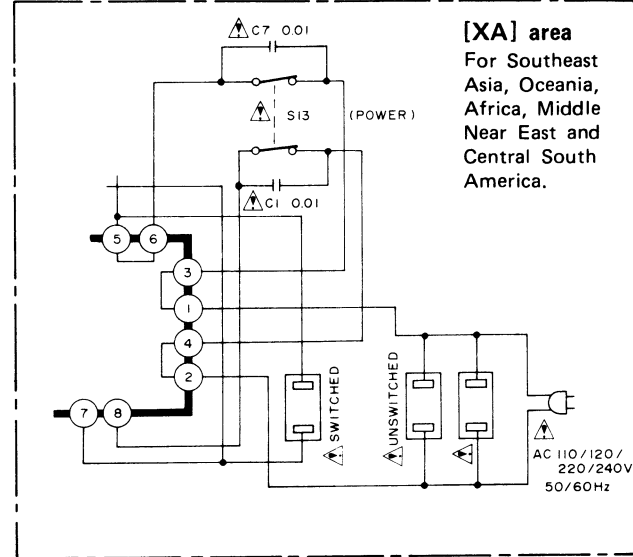 C7 0.01
[XA] area
For Southeast
Asia, Oceania,
Africa, Middle
Near East and
Central South
America.
S13 (POWER)
C1 0.01
5 6
3
1
4
2
7 8
SWITCHED
UNSWITCHED
AC 110/120/
220/240V
50/60Hz